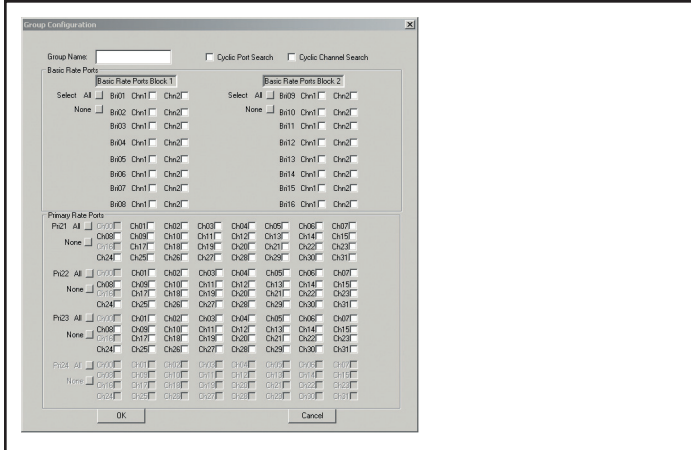 Group Configuration
Group Name: Cyclic Port Search Cyclic Channel Search
Basic Rate Ports
Basic Rate Ports Block 1 Basic Rate Ports Block 2
Select All Bri01 Chn1 Chn2 Select All Bri09 Chn1 Chn2
None Bri02 Chn1 Chn2 None Bri10 Chn1 Chn2
Bri03 Chn1 Chn2 Bri11 Chn1 Chn2
Bri04 Chn1 Chn2 Bri12 Chn1 Chn2
Bri05 Chn1 Chn2 Bri13 Chn1 Chn2
Bri06 Chn1 Chn2 Bri14 Chn1 Chn2
Bri07 Chn1 Chn2 Bri15 Chn1 Chn2
Bri08 Chn1 Chn2 Bri16 Chn1 Chn2
Primary Rate Ports
Pri21 All Ch00 Ch01 Ch02 Ch03 Ch04 Ch05 Ch06 Ch07
Ch08 Ch09 Ch10 Ch11 Ch12 Ch13 Ch14 Ch15
None Ch16 Ch17 Ch18 Ch19 Ch20 Ch21 Ch22 Ch23
Ch24 Ch25 Ch26 Ch27 Ch28 Ch29 Ch30 Ch31
Pri22 All Ch00 Ch01 Ch02 Ch03 Ch04 Ch05 Ch06 Ch07
Ch08 Ch09 Ch10 Ch11 Ch12 Ch13 Ch14 Ch15
None Ch16 Ch17 Ch18 Ch19 Ch20 Ch21 Ch22 Ch23
Ch24 Ch25 Ch26 Ch27 Ch28 Ch29 Ch30 Ch31
Pri23 All Ch00 Ch01 Ch02 Ch03 Ch04 Ch05 Ch06 Ch07
Ch08 Ch09 Ch10 Ch11 Ch12 Ch13 Ch14 Ch15
None Ch16 Ch17 Ch18 Ch19 Ch20 Ch21 Ch22 Ch23
Ch24 Ch25 Ch26 Ch27 Ch28 Ch29 Ch30 Ch31
Pri24 All Ch00 Ch01 Ch02 Ch03 Ch04 Ch05 Ch06 Ch07
Ch08 Ch09 Ch10 Ch11 Ch12 Ch13 Ch14 Ch15
None Ch16 Ch17 Ch18 Ch19 Ch20 Ch21 Ch22 Ch23
Ch24 Ch25 Ch26 Ch27 Ch28 Ch29 Ch30 Ch31
OK Cancel